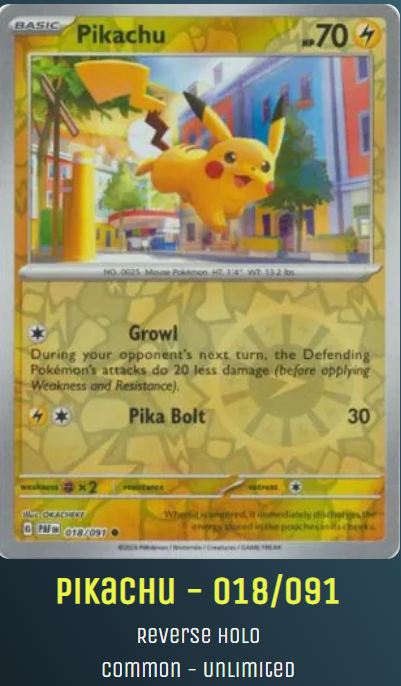 BASIC
Pikachu
HP70
NO. 0025 Mouse Pokémon HT: 1'4" WT: 13.2 lbs.
Growl
During your opponent's next turn, the Defending
Pokémon's attacks do 20 less damage (before applying
Weakness and Resistance).
Pika Bolt 30
weakness ×2 resistance retreat
Illus. OKACHEKE
When it is angered, it immediately discharges the
energy stored in the pouches in its cheeks.
G PAF EN 018/091
©2024 Pokémon / Nintendo / Creatures / GAME FREAK
PIKACHU - 018/091
REVERSE HOLO
COMMON - UNLIMITED